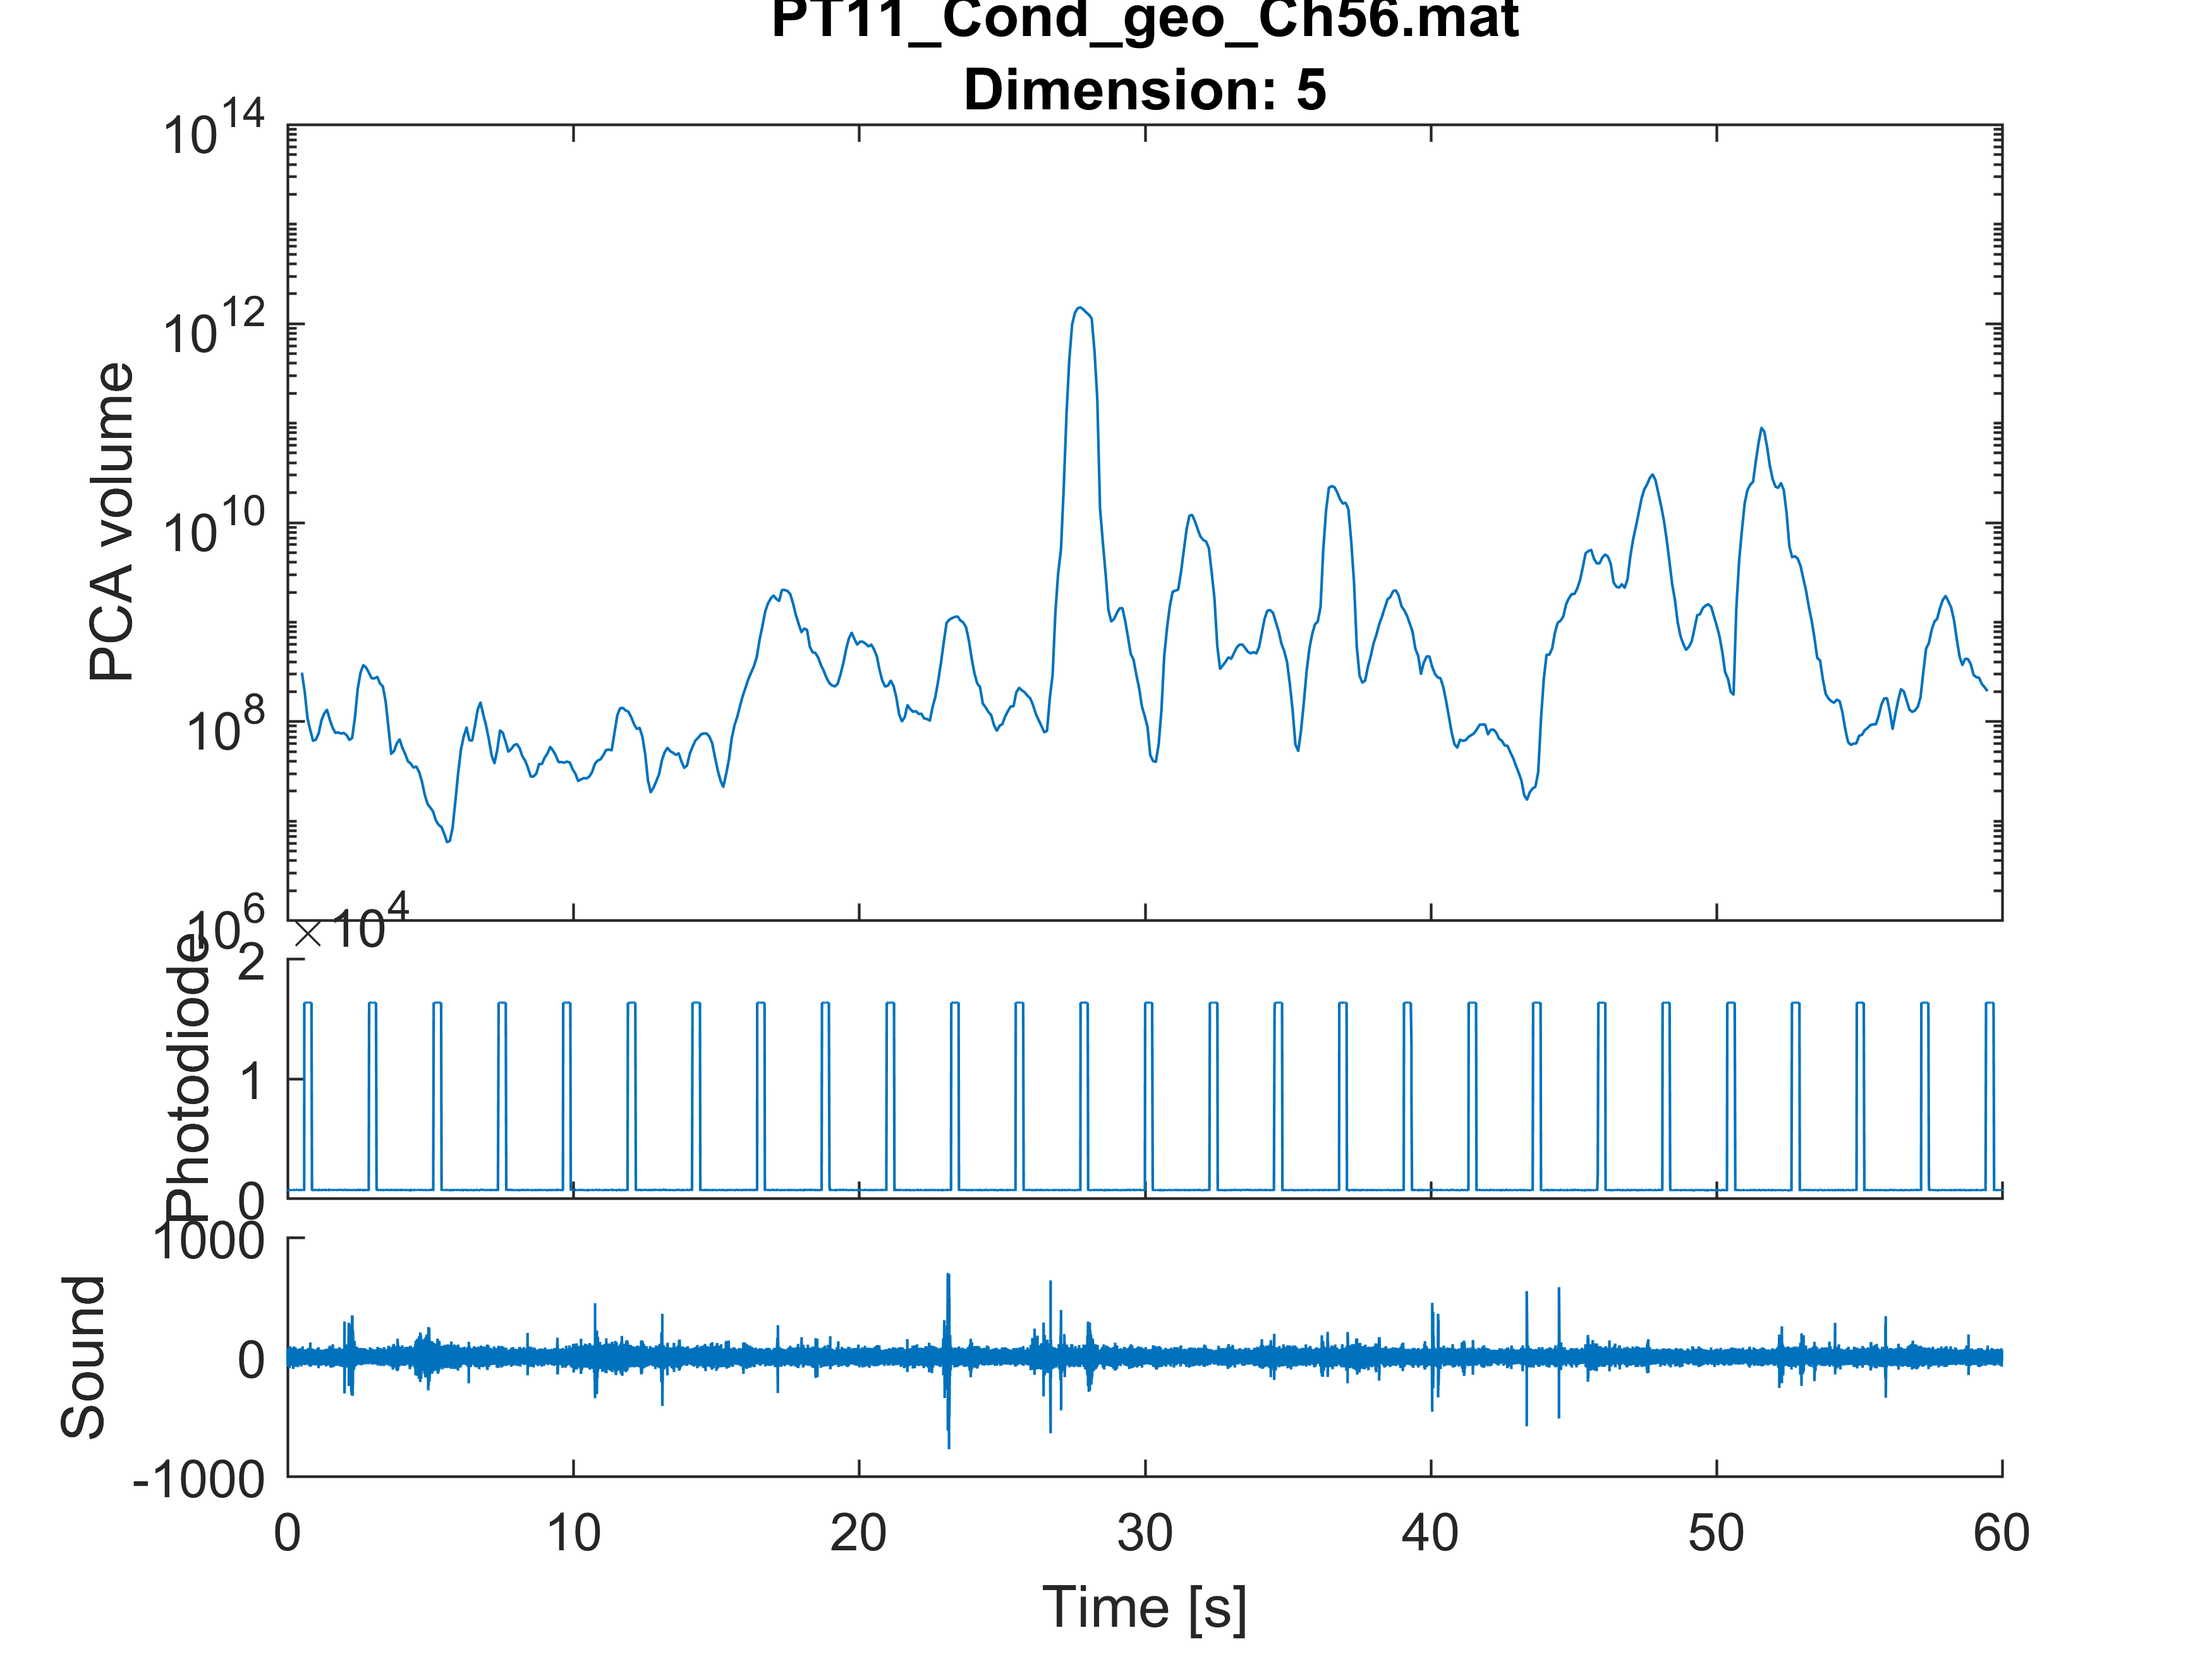 PT11_Cond_geo_Ch56.mat
Dimension: 5
10^14
10^12
10^10
10^8
10^6
PCA volume
× 10^4
2
1
0
Photodiode
1000
0
-1000
Sound
0 10 20 30 40 50 60
Time [s]